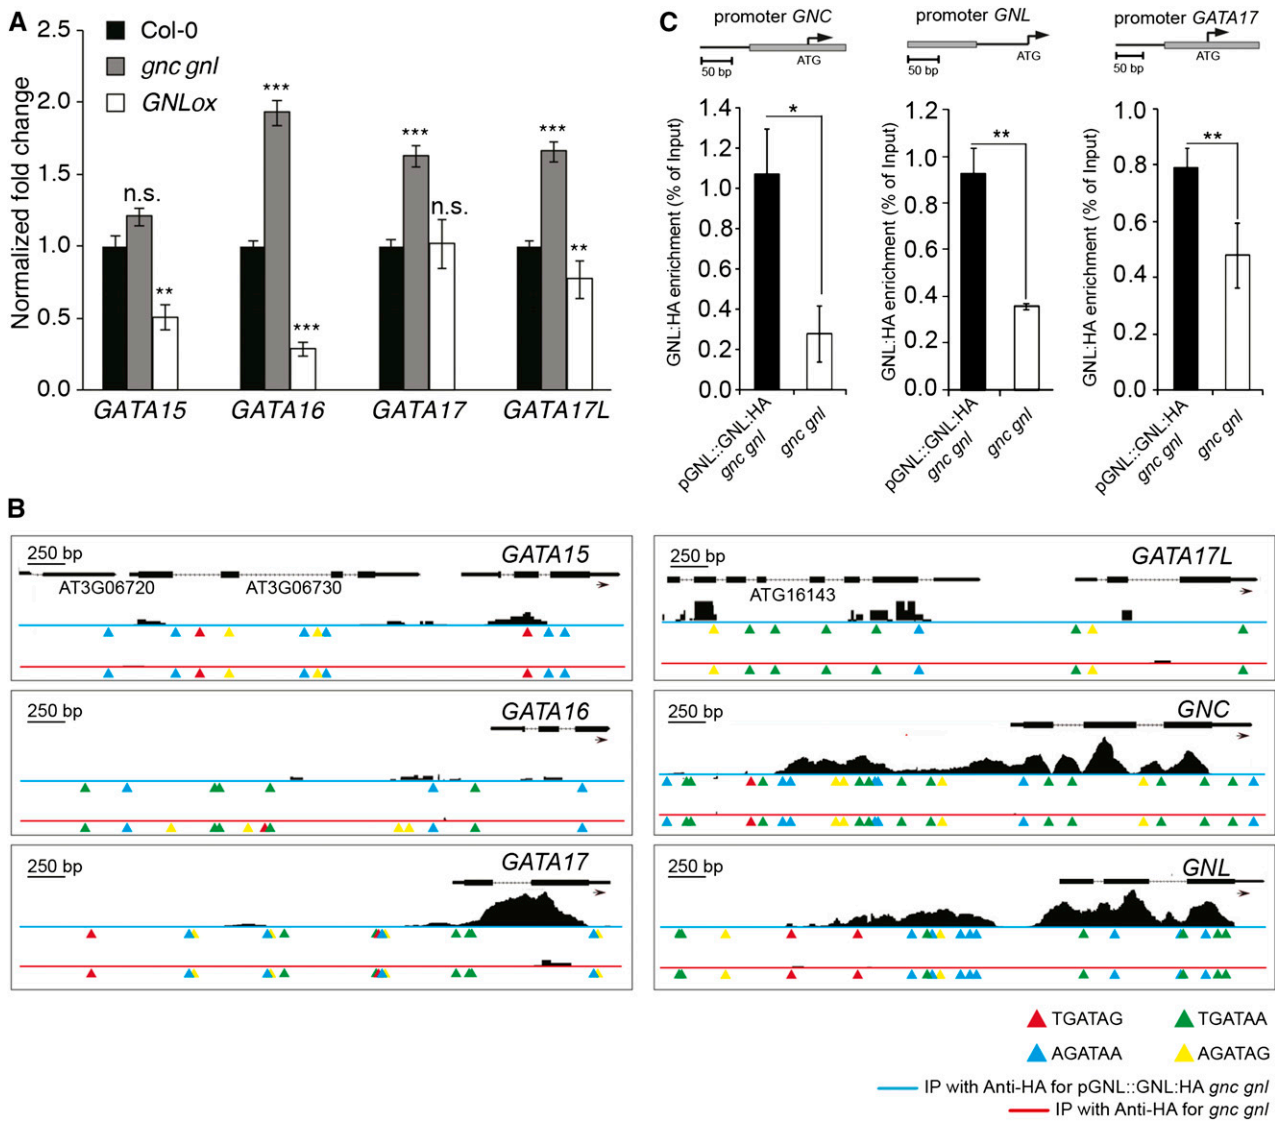 A
2.5
2.0
1.5
1.0
0.5
0.0
Normalized fold change
Col-0
gnc gnl
GNLox
n.s.
**
***
***
***
n.s.
***
**
GATA15
GATA16
GATA17
GATA17L
C
promoter GNC
ATG
50 bp
1.4
1.2
1.0
0.8
0.6
0.4
0.2
0.0
GNL:HA enrichment (% of Input)
*
pGNL::GNL:HA
gnc gnl
gnc gnl
promoter GNL
ATG
50 bp
1.2
1.0
0.8
0.6
0.4
0.2
0.0
GNL:HA enrichment (% of Input)
**
pGNL::GNL:HA
gnc gnl
gnc gnl
promoter GATA17
ATG
50 bp
1.0
0.8
0.6
0.4
0.2
0.0
GNL:HA enrichment (% of Input)
**
pGNL::GNL:HA
gnc gnl
gnc gnl
B
250 bp
GATA15
AT3G06720
AT3G06730
250 bp
GATA17L
ATG16143
250 bp
GATA16
250 bp
GNC
250 bp
GATA17
250 bp
GNL
TGATAG
TGATAA
AGATAA
AGATAG
IP with Anti-HA for pGNL::GNL:HA gnc gnl
IP with Anti-HA for gnc gnl